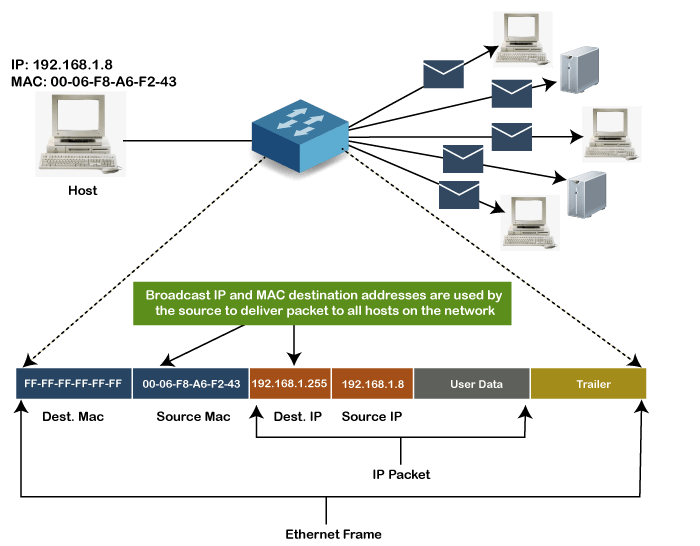 IP: 192.168.1.8
MAC: 00-06-F8-A6-F2-43
Host
Broadcast IP and MAC destination addresses are used by
the source to deliver packet to all hosts on the network
FF-FF-FF-FF-FF-FF
00-06-F8-A6-F2-43
192.168.1.255
192.168.1.8
User Data
Trailer
Dest. Mac
Source Mac
Dest. IP
Source IP
IP Packet
Ethernet Frame